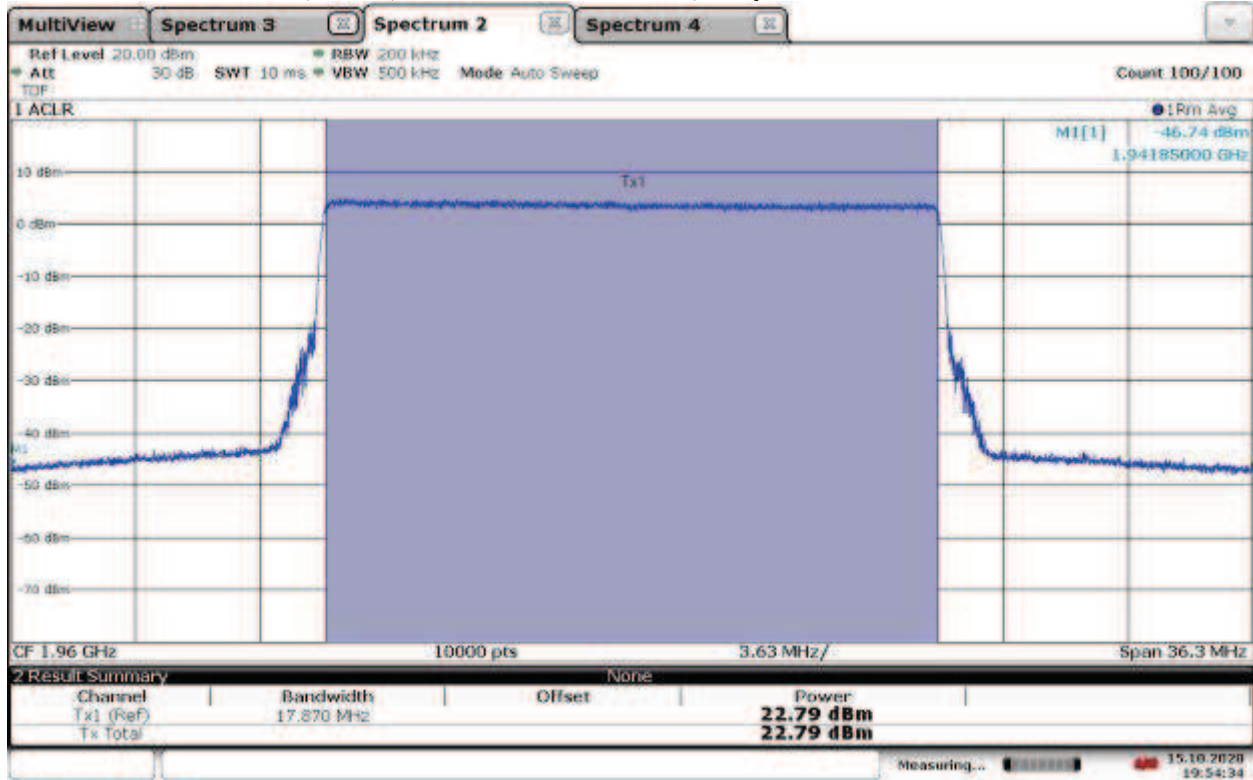 MultiView Spectrum 3 Spectrum 2 Spectrum 4
Ref Level 20.00 dBm RBW 200 kHz
Att 30 dB SWT 10 ms VBW 500 kHz Mode Auto Sweep Count 100/100
TDF
1 ACLR 1Rm Avg
M1[1] -46.74 dBm
1.94185000 GHz
10 dBm
Tx1
0 dBm
-10 dBm
-20 dBm
-30 dBm
-40 dBm
M1
-50 dBm
-60 dBm
-70 dBm
CF 1.96 GHz 10000 pts 3.63 MHz/ Span 36.3 MHz
2 Result Summary None
Channel Bandwidth Offset Power
Tx1 (Ref) 17.870 MHz 22.79 dBm
Tx Total 22.79 dBm
Measuring... 15.10.2020
19:54:34